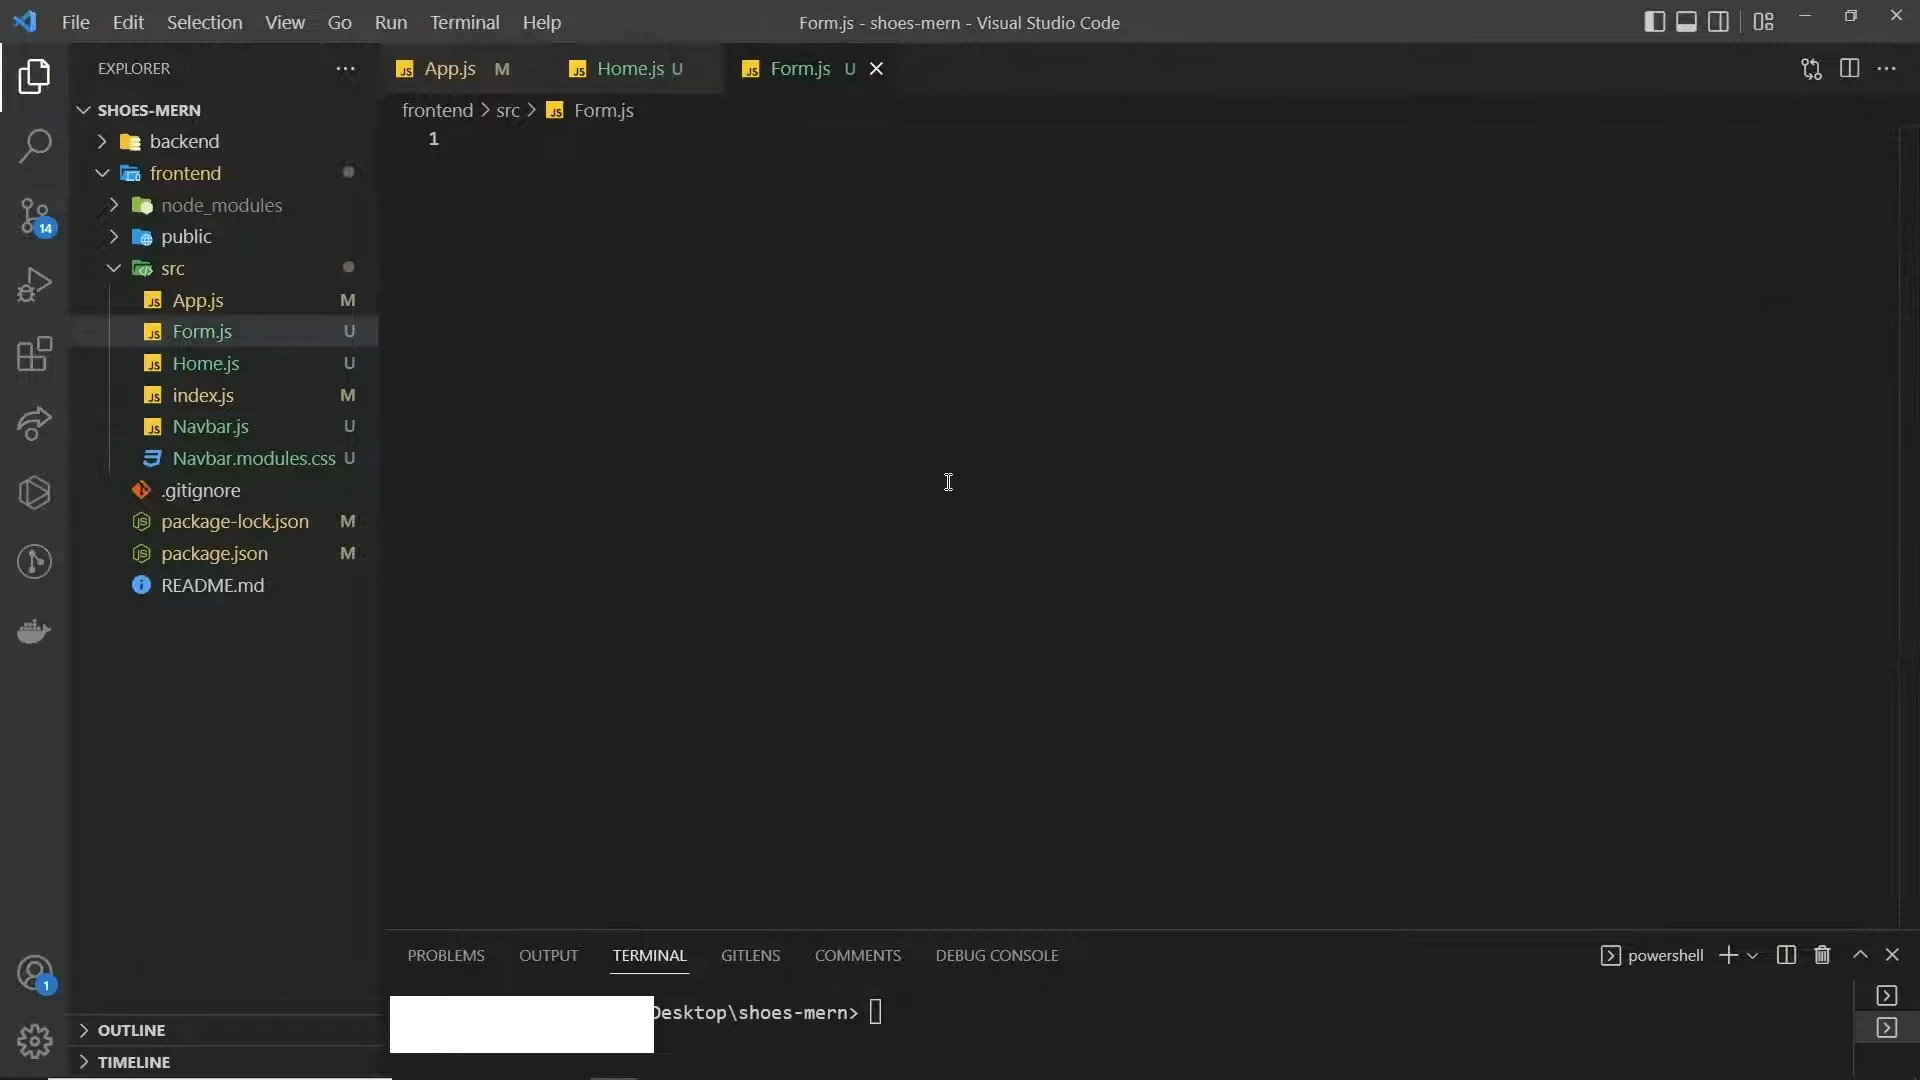 File Edit Selection View Go Run Terminal Help
Form.js - shoes-mern - Visual Studio Code
EXPLORER
SHOES-MERN
backend
frontend
node_modules
public
src
App.js M
Form.js U
Home.js U
index.js M
Navbar.js U
Navbar.modules.css U
.gitignore
package-lock.json M
package.json M
README.md
OUTLINE
TIMELINE
14
1
App.js M
Home.js U
Form.js U
frontend > src > JS Form.js
1
PROBLEMS OUTPUT TERMINAL GITLENS COMMENTS DEBUG CONSOLE
powershell
Desktop\shoes-mern>